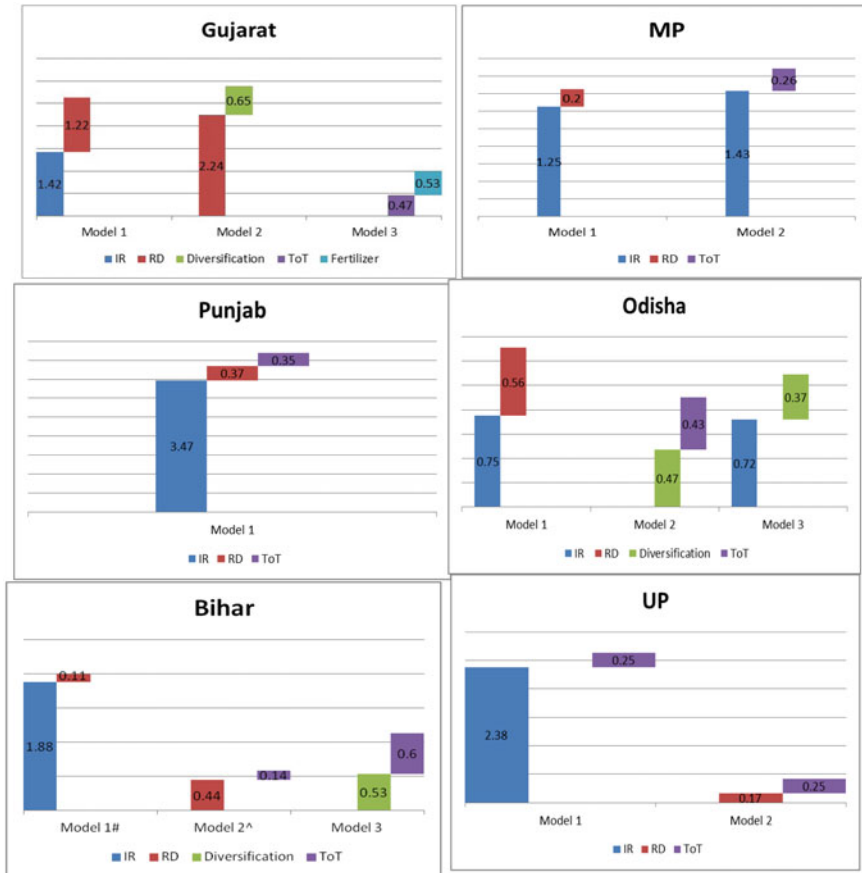 Gujarat
1.22
1.42
0.65
2.24
0.53
0.47
Model 1 Model 2 Model 3
IR RD Diversification ToT Fertilizer
MP
0.2
1.25
0.26
1.43
Model 1 Model 2
IR RD ToT
Punjab
0.35
0.37
3.47
Model 1
IR RD ToT
Odisha
0.56
0.75
0.43
0.47
0.37
0.72
Model 1 Model 2 Model 3
IR RD Diversification ToT
Bihar
0.11
1.88
0.14
0.44
0.6
0.53
Model 1# Model 2^ Model 3
IR RD Diversification ToT
UP
0.25
2.38
0.25
0.17
Model 1 Model 2
IR RD ToT